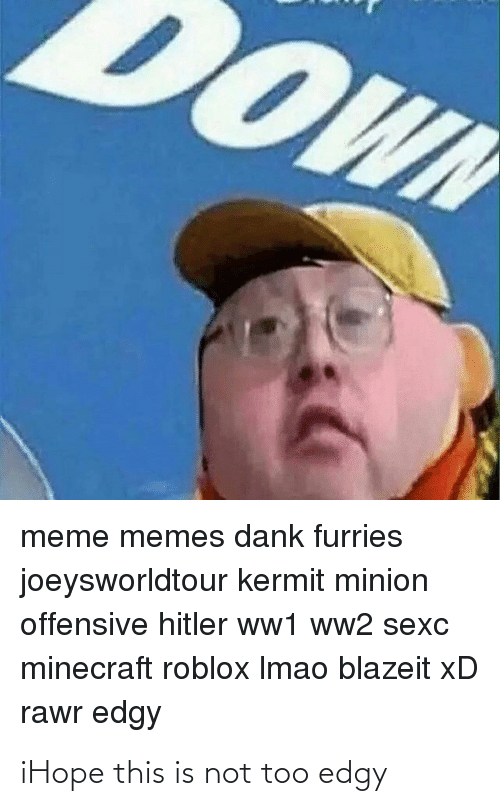 DOWN
meme memes dank furries
joeysworldtour kermit minion
offensive hitler ww1 ww2 sexc
minecraft roblox lmao blazeit xD
rawr edgy
iHope this is not too edgy